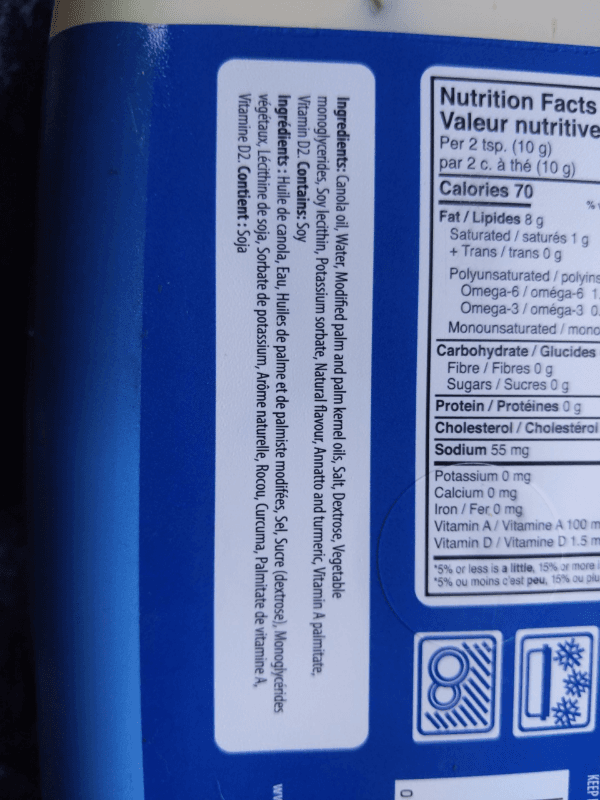 Ingredients: Canola oil, Water, Modified palm and palm kernel oils, Salt, Dextrose, Vegetable
monoglycerides, Soy lecithin, Potassium sorbate, Natural flavour, Annatto and turmeric, Vitamin A palmitate,
Vitamin D2. Contains: Soy
Ingrédients : Huile de canola, Eau, Huiles de palme et de palmiste modifées, Sel, Sucre (dextrose), Monoglycérides
végétaux, Lécithine de soja, Sorbate de potassium, Arôme naturelle, Rocou, Curcuma, Palmitate de vitamine A,
Vitamine D2. Contient : Soja
Nutrition Facts
Valeur nutritive
Per 2 tsp. (10 g)
par 2 c. à thé (10 g)
Calories 70
%
Fat / Lipides 8 g
Saturated / saturés 1 g
+ Trans / trans 0 g
Polyunsaturated / polyins
Omega-6 / oméga-6 1.
Omega-3 / oméga-3 0.
Monounsaturated / mono
Carbohydrate / Glucides
Fibre / Fibres 0 g
Sugars / Sucres 0 g
Protein / Protéines 0 g
Cholesterol / Cholestérol
Sodium 55 mg
Potassium 0 mg
Calcium 0 mg
Iron / Fer 0 mg
Vitamin A / Vitamine A 100 m
Vitamin D / Vitamine D 1.5 m
*5% or less is a little, 15% or more i
*5% ou moins c'est peu, 15% ou plu
KEEP
0